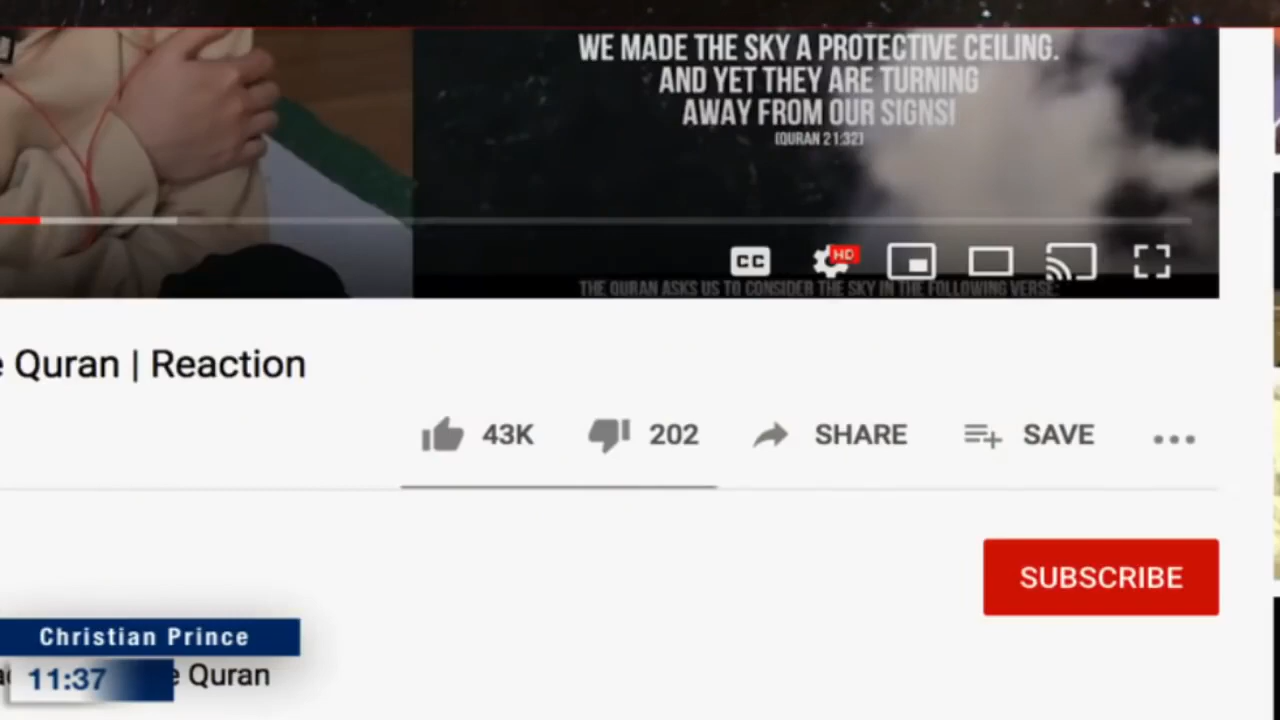 WE MADE THE SKY A PROTECTIVE CEILING.
AND YET THEY ARE TURNING
AWAY FROM OUR SIGNS!
(QURAN 21:32)
CC
HD
THE QURAN ASKS US TO CONSIDER THE SKY IN THE FOLLOWING VERSE:
Quran | Reaction
43K
202
SHARE
SAVE
SUBSCRIBE
Christian Prince
11:37
Quran